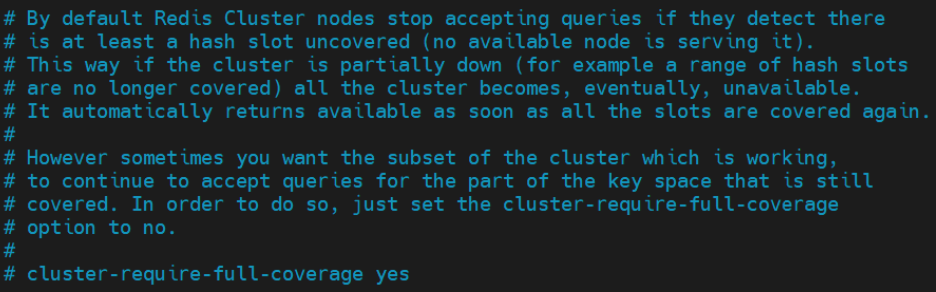 # By default Redis Cluster nodes stop accepting queries if they detect there
# is at least a hash slot uncovered (no available node is serving it).
# This way if the cluster is partially down (for example a range of hash slots
# are no longer covered) all the cluster becomes, eventually, unavailable.
# It automatically returns available as soon as all the slots are covered again.
#
# However sometimes you want the subset of the cluster which is working,
# to continue to accept queries for the part of the key space that is still
# covered. In order to do so, just set the cluster-require-full-coverage
# option to no.
#
# cluster-require-full-coverage yes